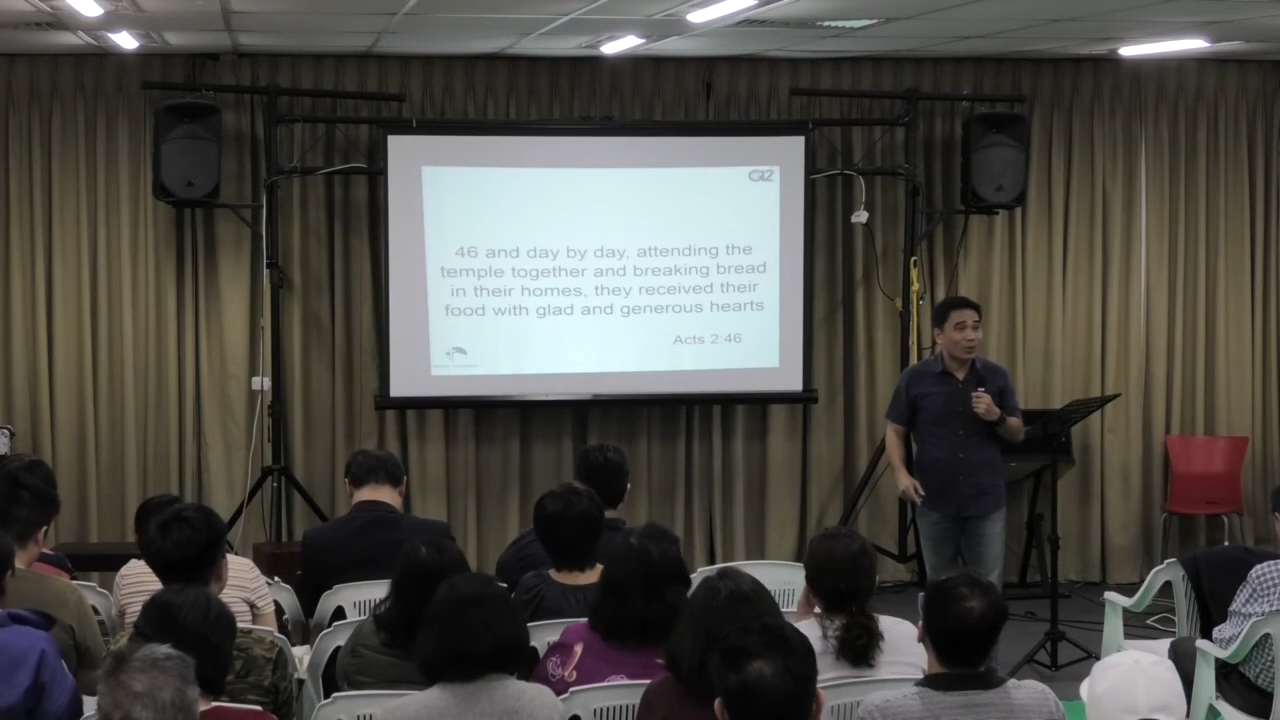 G12
46 and day by day, attending the
temple together and breaking bread
in their homes, they received their
food with glad and generous hearts
Acts 2:46